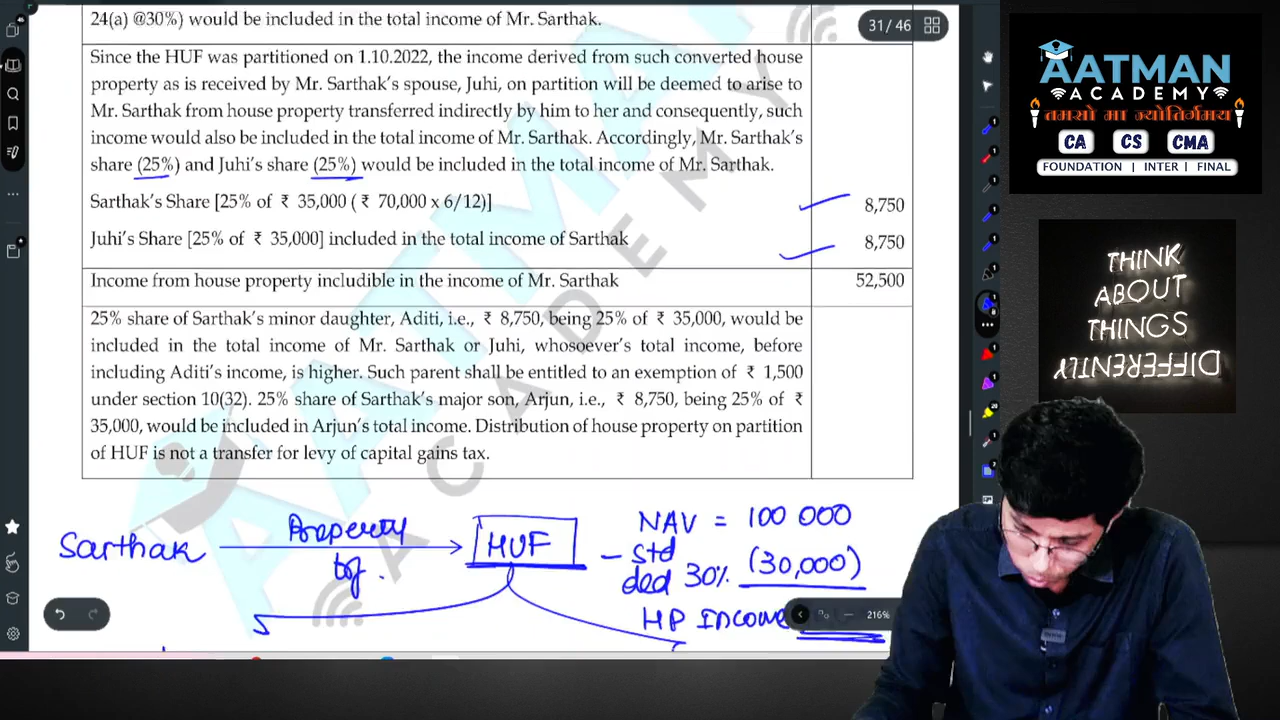 24(a) @30%) would be included in the total income of Mr. Sarthak.
31 / 46
Since the HUF was partitioned on 1.10.2022, the income derived from such converted house
property as is received by Mr. Sarthak's spouse, Juhi, on partition will be deemed to arise to
Mr. Sarthak from house property transferred indirectly by him to her and consequently, such
income would also be included in the total income of Mr. Sarthak. Accordingly, Mr. Sarthak's
share (25%) and Juhi's share (25%) would be included in the total income of Mr. Sarthak.
Sarthak's Share [25% of ₹ 35,000 ( ₹ 70,000 x 6/12)]
8,750
Juhi's Share [25% of ₹ 35,000] included in the total income of Sarthak
8,750
Income from house property includible in the income of Mr. Sarthak
52,500
25% share of Sarthak's minor daughter, Aditi, i.e., ₹ 8,750, being 25% of ₹ 35,000, would be
included in the total income of Mr. Sarthak or Juhi, whosoever's total income, before
including Aditi's income, is higher. Such parent shall be entitled to an exemption of ₹ 1,500
under section 10(32). 25% share of Sarthak's major son, Arjun, i.e., ₹ 8,750, being 25% of ₹
35,000, would be included in Arjun's total income. Distribution of house property on partition
of HUF is not a transfer for levy of capital gains tax.
Sarthak
Property
tsf.
HUF
NAV = 100 000
- Std
ded 30% (30,000)
HP Income
216%
AATMAN
ACADEMY
तमसो मा ज्योतिर्गमय
CA CS CMA
FOUNDATION | INTER | FINAL
THINK
ABOUT
THINGS
DIFFERENTLY
AATMAN
ACADEMY